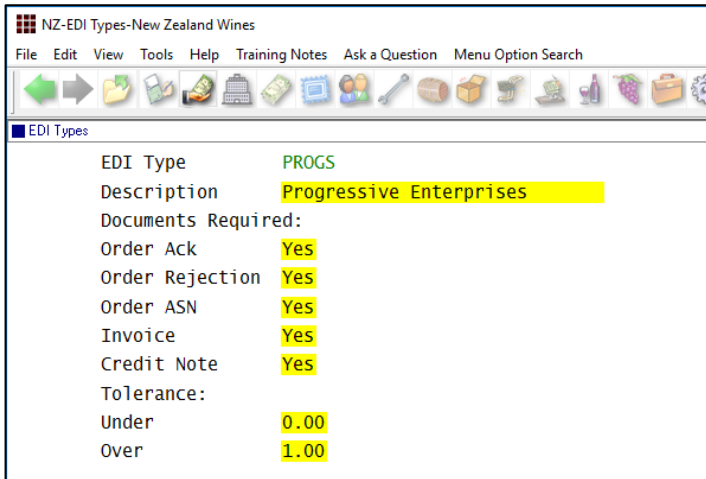 NZ-EDI Types-New Zealand Wines
File Edit View Tools Help Training Notes Ask a Question Menu Option Search
EDI Types
EDI Type PROGS
Description Progressive Enterprises
Documents Required:
Order Ack Yes
Order Rejection Yes
Order ASN Yes
Invoice Yes
Credit Note Yes
Tolerance:
Under 0.00
Over 1.00